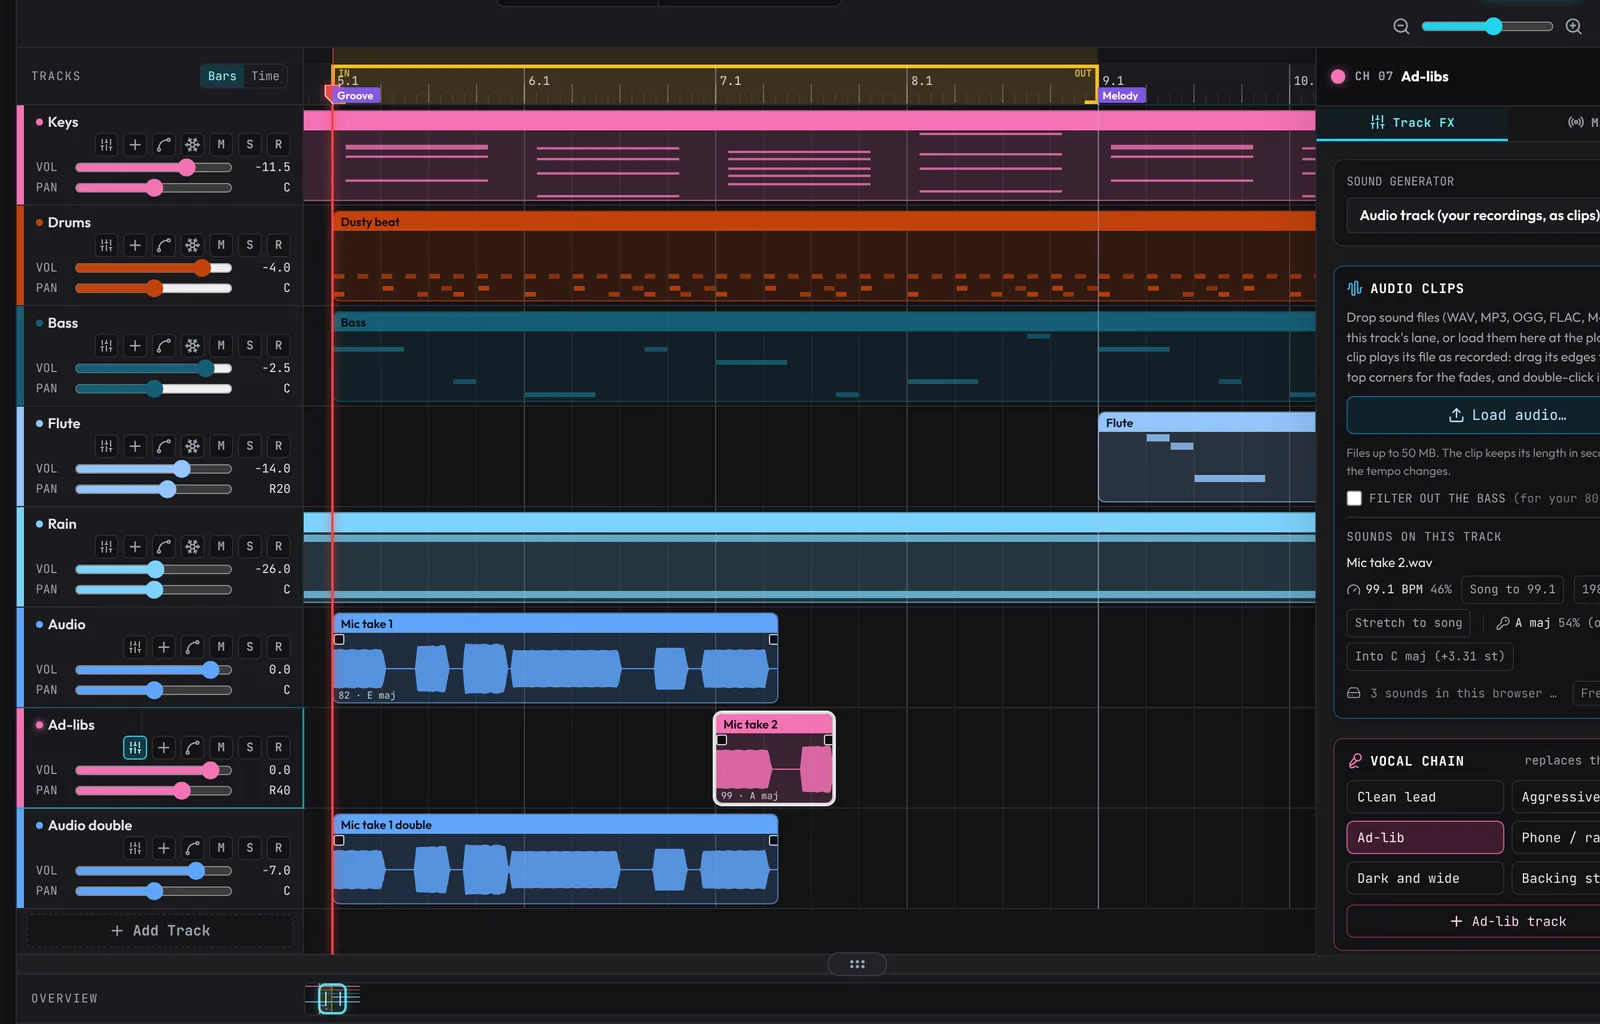 TRACKS
Bars Time
IN
OUT
5.1 6.1 7.1 8.1 9.1 10.
Groove
Melody
Keys
M S R
VOL -11.5
PAN C
Drums
M S R
VOL -4.0
PAN C
Dusty beat
Bass
M S R
VOL -2.5
PAN C
Bass
Flute
M S R
VOL -14.0
PAN R20
Flute
Rain
M S R
VOL -26.0
PAN C
Audio
M S R
VOL 0.0
PAN C
Mic take 1
82 · E maj
Ad-libs
M S R
VOL 0.0
PAN R40
Mic take 2
99 · A maj
Audio double
M S R
VOL -7.0
PAN C
Mic take 1 double
+ Add Track
OVERVIEW
CH 07 Ad-libs
Track FX
M
SOUND GENERATOR
Audio track (your recordings, as clips)
AUDIO CLIPS
Drop sound files (WAV, MP3, OGG, FLAC, M
this track's lane, or load them here at the pl
clip plays its file as recorded: drag its edges
top corners for the fades, and double-click i
Load audio…
Files up to 50 MB. The clip keeps its length in sec
the tempo changes.
FILTER OUT THE BASS (for your 80
SOUNDS ON THIS TRACK
Mic take 2.wav
99.1 BPM 46% Song to 99.1 198
Stretch to song A maj 54% (o
Into C maj (+3.31 st)
3 sounds in this browser … Fre
VOCAL CHAIN replaces th
Clean lead Aggressive
Ad-lib Phone / ra
Dark and wide Backing st
+ Ad-lib track